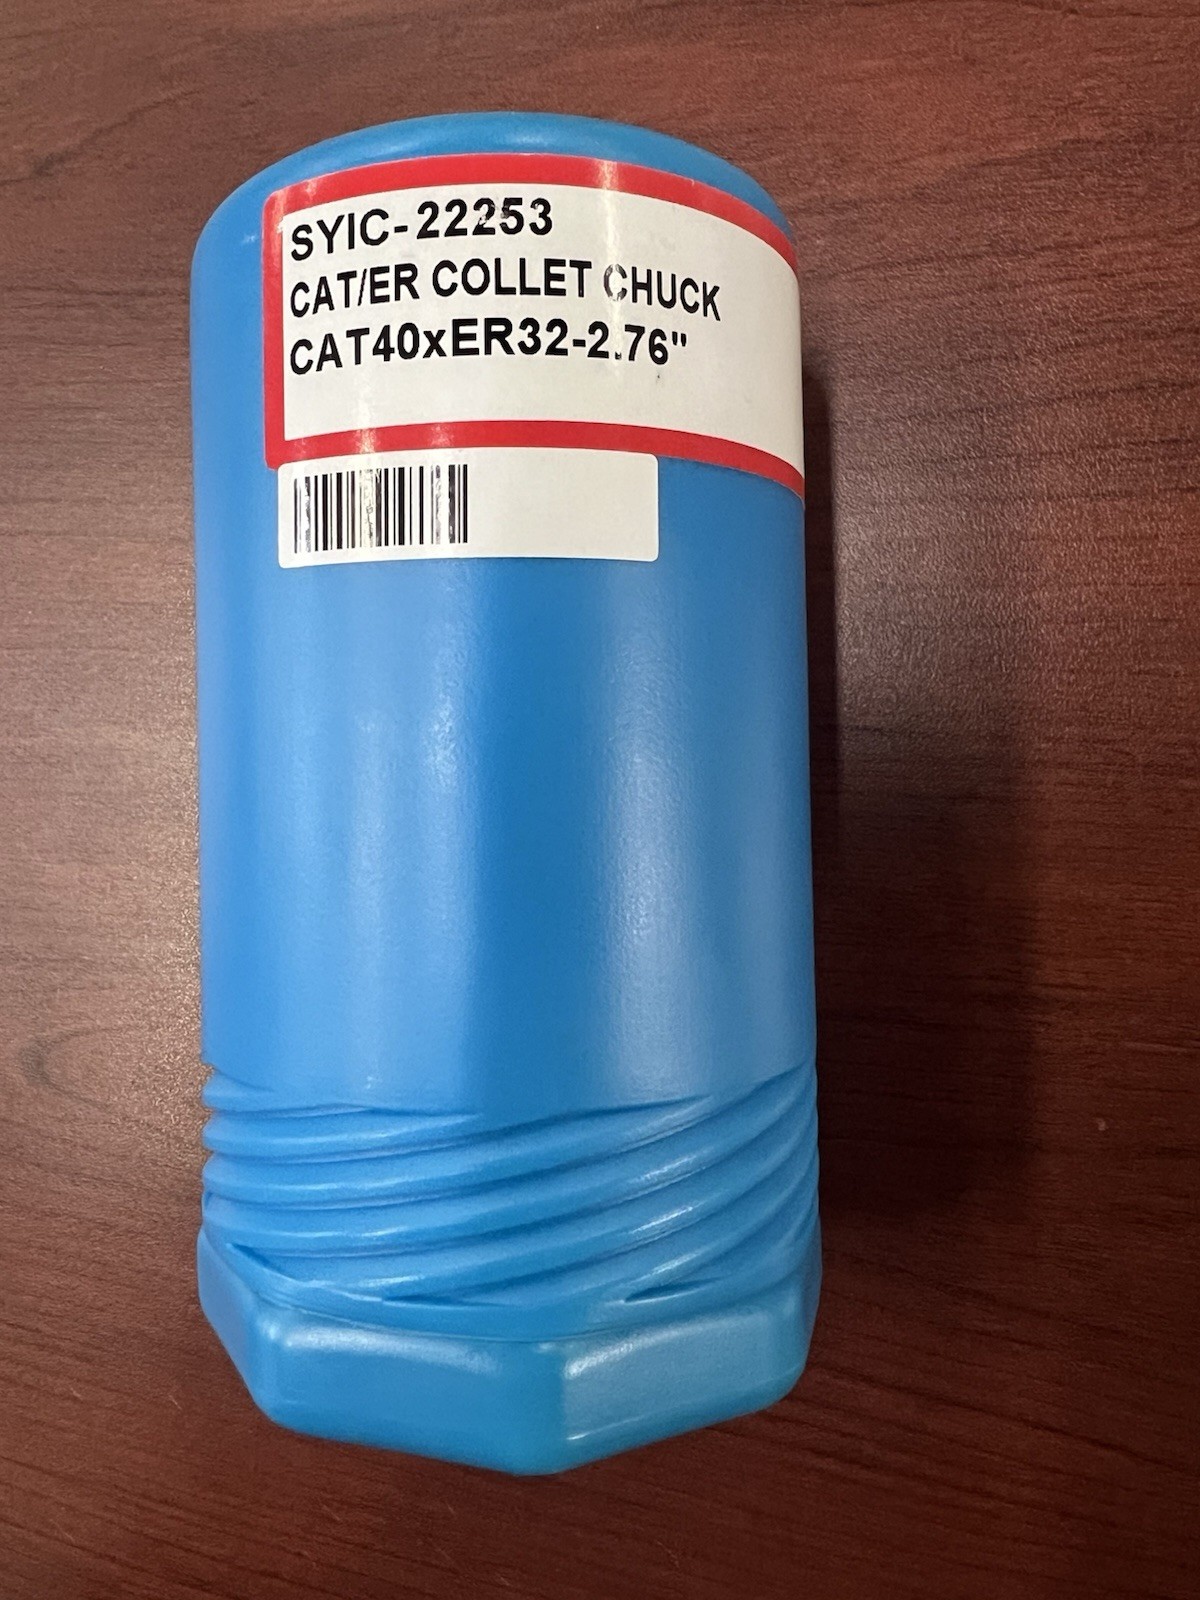 SYIC-22253
CAT/ER COLLET CHUCK
CAT40xER32-2.76"